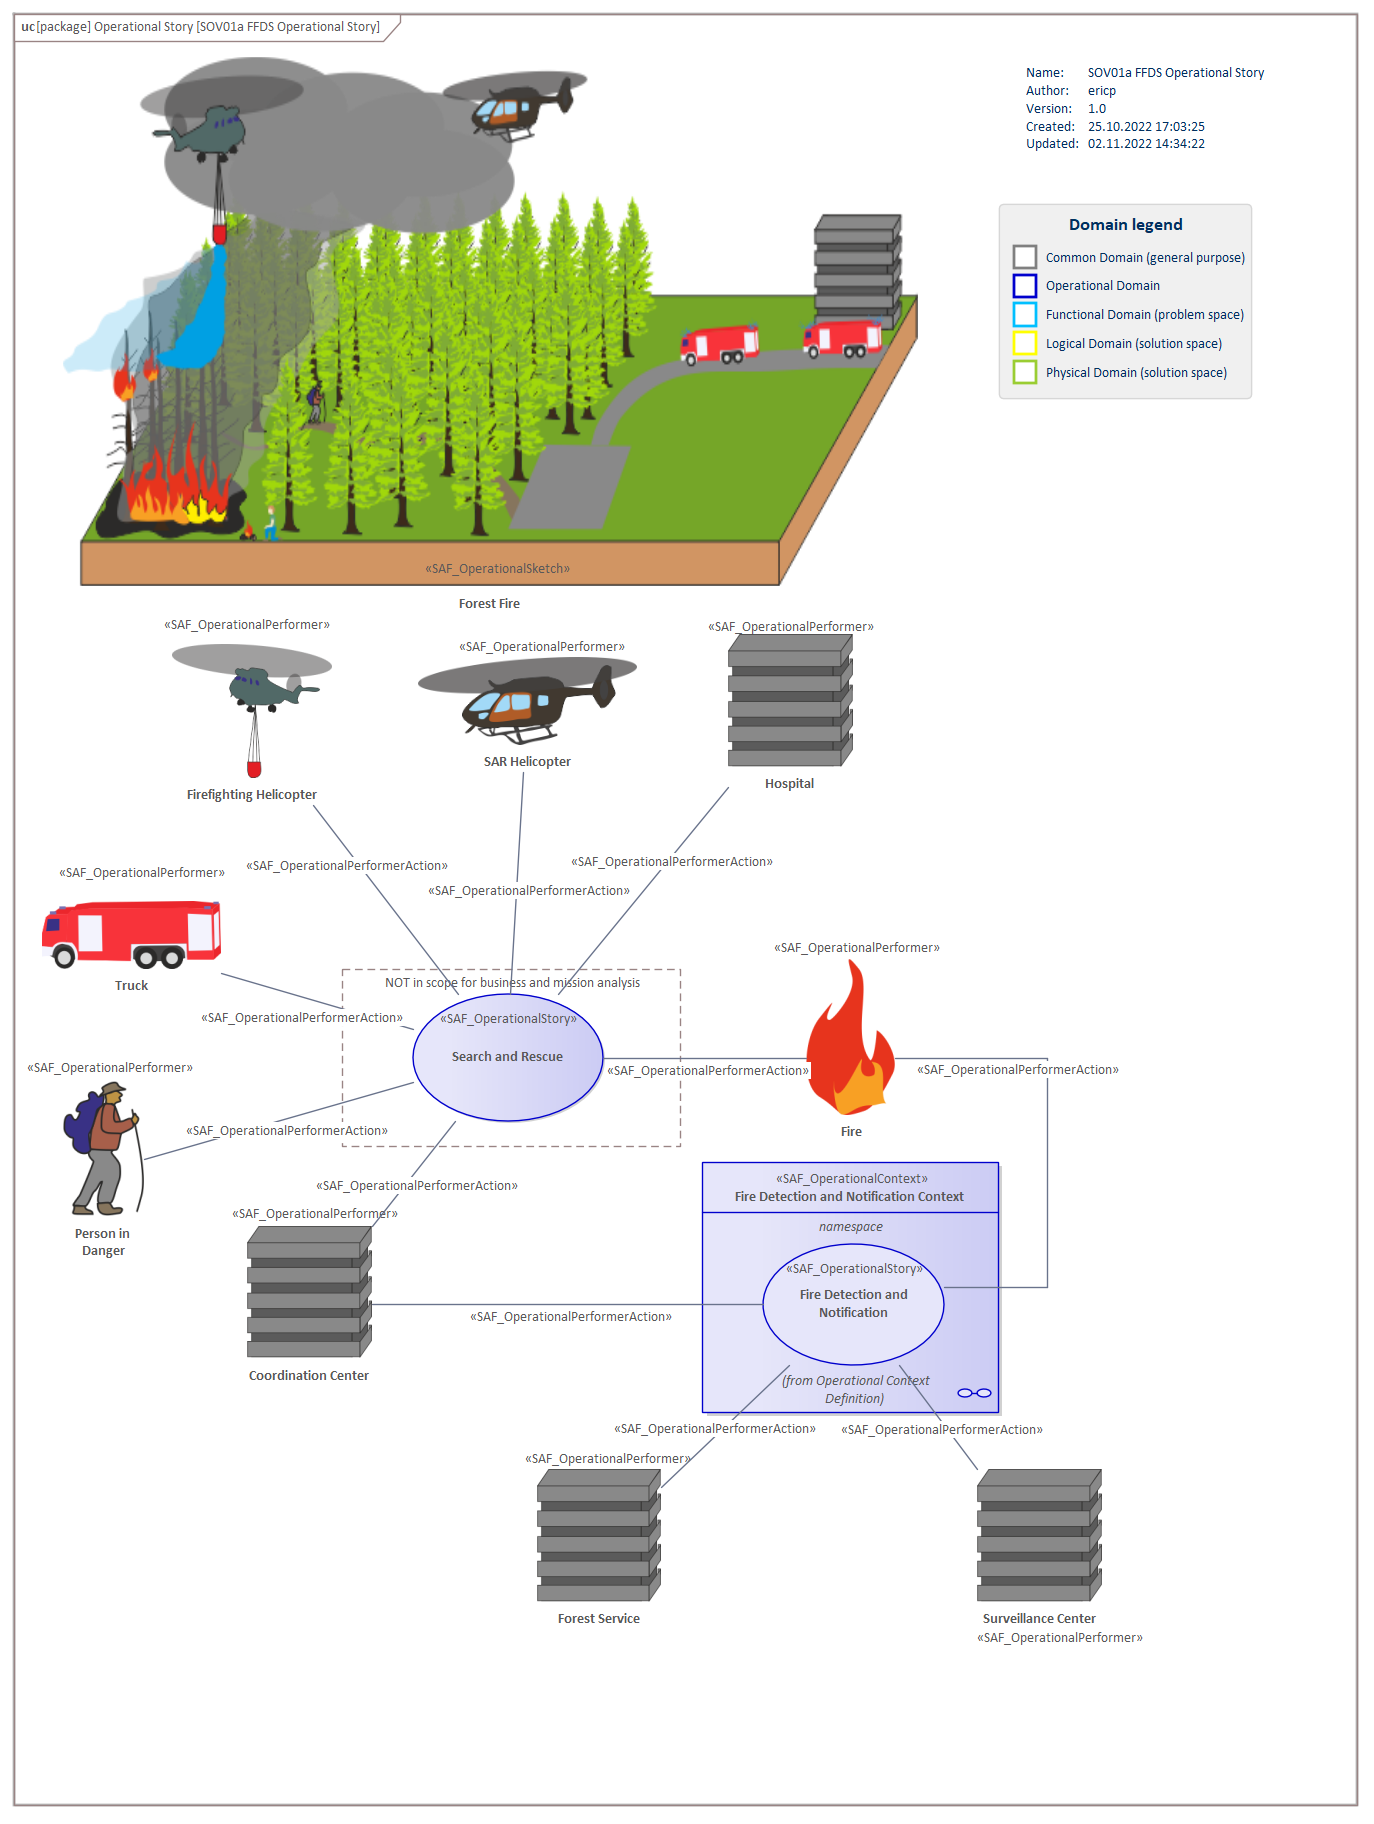 uc [package] Operational Story [SOV01a FFDS Operational Story]
Name: SOV01a FFDS Operational Story
Author: ericp
Version: 1.0
Created: 25.10.2022 17:03:25
Updated: 02.11.2022 14:34:22
Domain legend
Common Domain (general purpose)
Operational Domain
Functional Domain (problem space)
Logical Domain (solution space)
Physical Domain (solution space)
«SAF_OperationalSketch»
Forest Fire
«SAF_OperationalPerformer»
Firefighting Helicopter
«SAF_OperationalPerformer»
SAR Helicopter
«SAF_OperationalPerformer»
Hospital
«SAF_OperationalPerformerAction»
«SAF_OperationalPerformerAction»
«SAF_OperationalPerformerAction»
«SAF_OperationalPerformer»
Truck
«SAF_OperationalPerformerAction»
NOT in scope for business and mission analysis
«SAF_OperationalStory»
Search and Rescue
«SAF_OperationalPerformerAction»
«SAF_OperationalPerformer»
Fire
«SAF_OperationalPerformerAction»
«SAF_OperationalPerformer»
Person in
Danger
«SAF_OperationalPerformerAction»
«SAF_OperationalPerformerAction»
«SAF_OperationalPerformer»
Coordination Center
«SAF_OperationalPerformerAction»
«SAF_OperationalContext»
Fire Detection and Notification Context
namespace
«SAF_OperationalStory»
Fire Detection and
Notification
(from Operational Context
Definition)
«SAF_OperationalPerformerAction»
«SAF_OperationalPerformerAction»
«SAF_OperationalPerformer»
Forest Service
Surveillance Center
«SAF_OperationalPerformer»